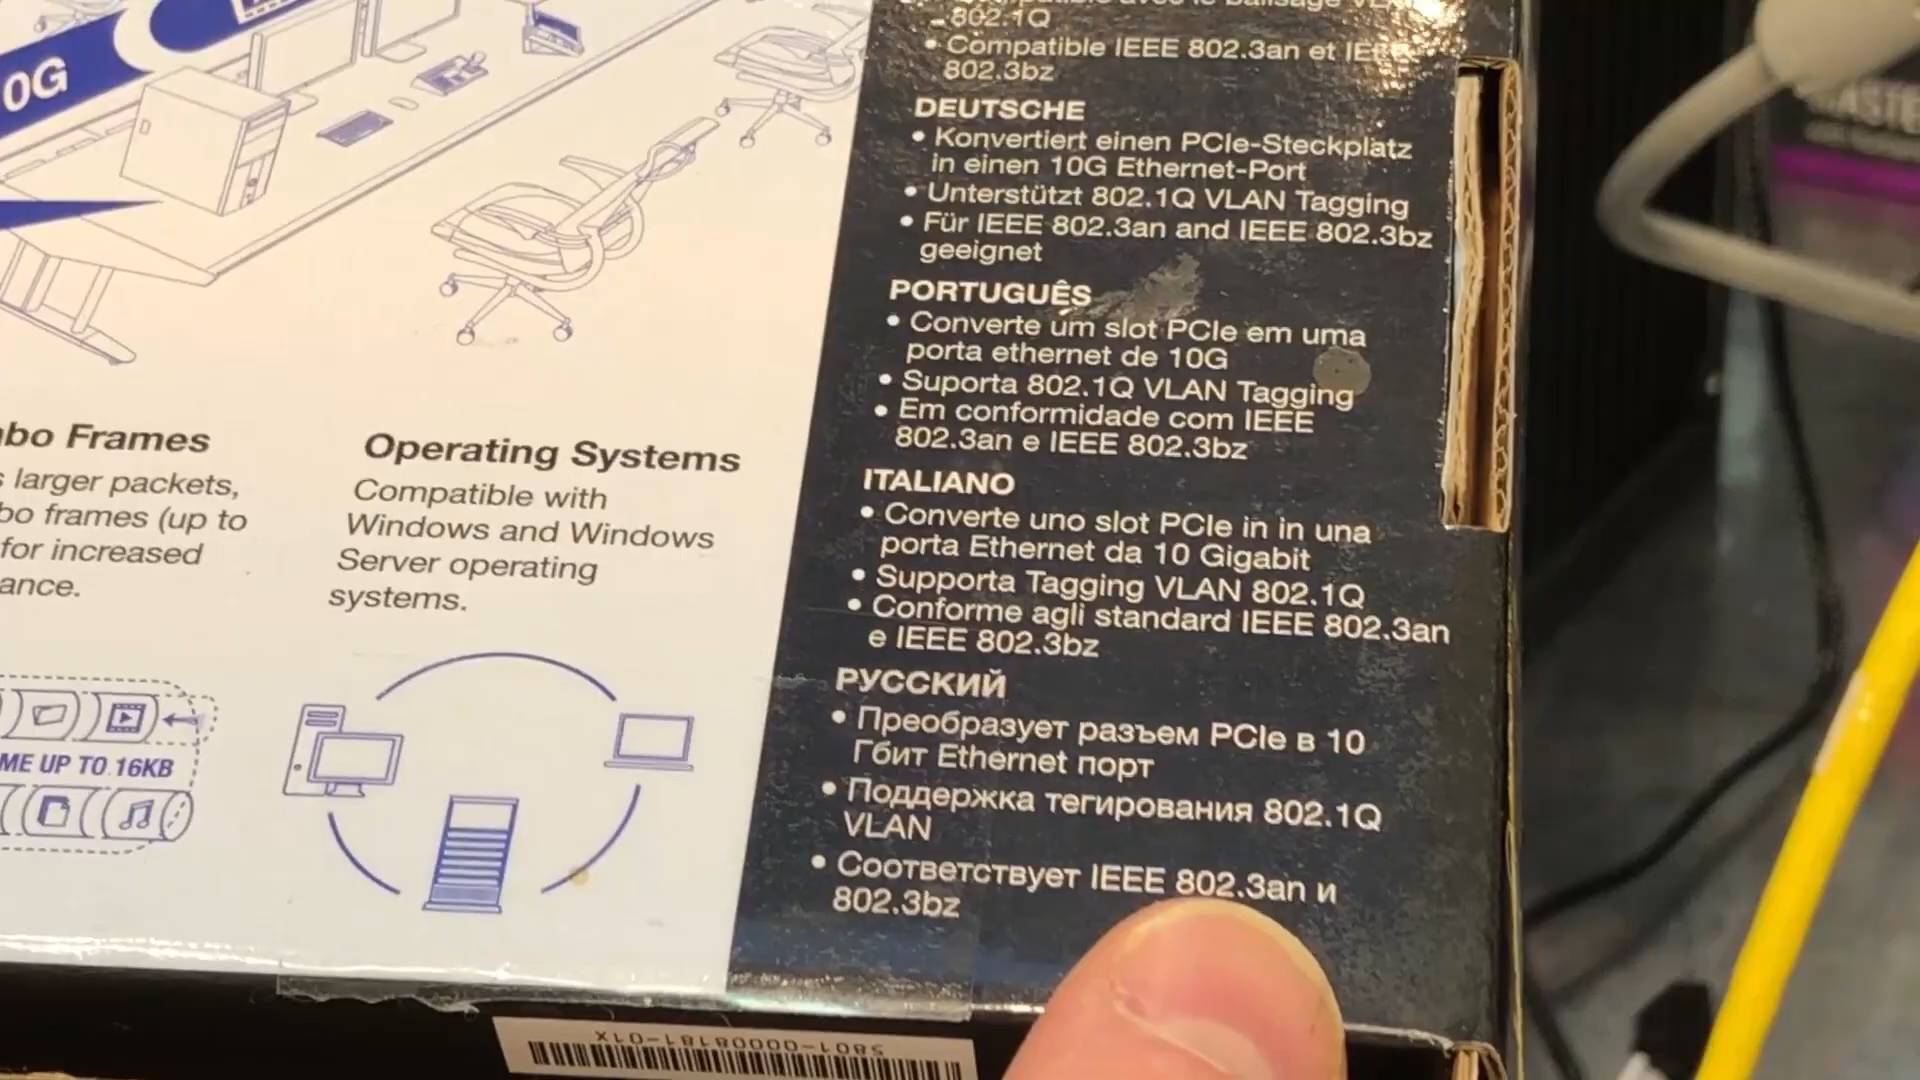 0G
bo Frames
larger packets,
bo frames (up to
for increased
ance.
ME UP TO 16KB
Operating Systems
Compatible with
Windows and Windows
Server operating
systems.
802.1Q
• Compatible IEEE 802.3an et
802.3bz
DEUTSCHE
• Konvertiert einen PCIe-Steckplatz
in einen 10G Ethernet-Port
• Unterstützt 802.1Q VLAN Tagging
• Für IEEE 802.3an and IEEE 802.3bz
geeignet
PORTUGUÊS
• Converte um slot PCIe em uma
porta ethernet de 10G
• Suporta 802.1Q VLAN Tagging
• Em conformidade com IEEE
802.3an e IEEE 802.3bz
ITALIANO
• Converte uno slot PCIe in in una
porta Ethernet da 10 Gigabit
• Supporta Tagging VLAN 802.1Q
• Conforme agli standard IEEE 802.3an
e IEEE 802.3bz
РУССКИЙ
• Преобразует разъем PCIe в 10
Гбит Ethernet порт
• Поддержка тегирования 802.1Q
VLAN
• Соответствует IEEE 802.3an и
802.3bz
5801-00008181-01X